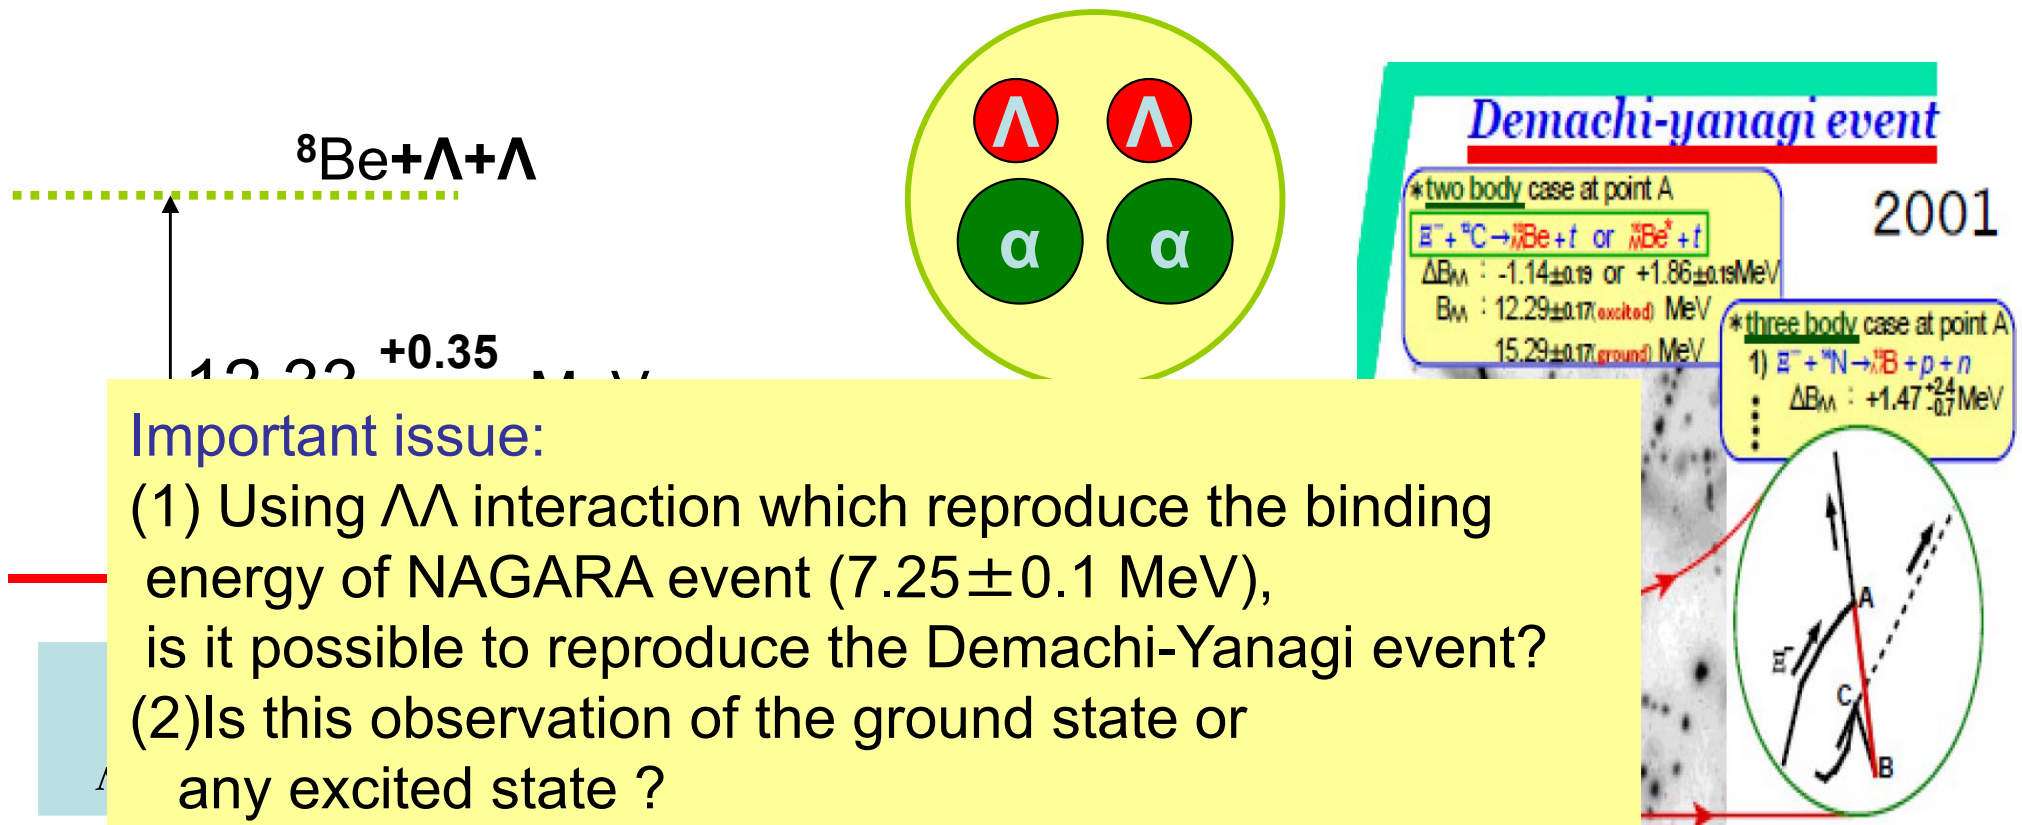 ⁸Be+Λ+Λ
+0.35
Λ Λ
α α
Important issue:
(1) Using ΛΛ interaction which reproduce the binding
energy of NAGARA event (7.25±0.1 MeV),
is it possible to reproduce the Demachi-Yanagi event?
(2)Is this observation of the ground state or
any excited state ?
Demachi-yanagi event
2001
*two body case at point A
or
ΔBΛΛ : -1.14±0.19 or +1.86±0.19MeV
BΛΛ : 12.29±0.17(excited) MeV
15.29±0.17(ground) MeV
*three body case at point A
1) Ξ⁻ + ¹⁴N → B + p + n
ΔBΛΛ : +1.47 +2.4 -0.7 MeV
A
Ξ⁻
C
B